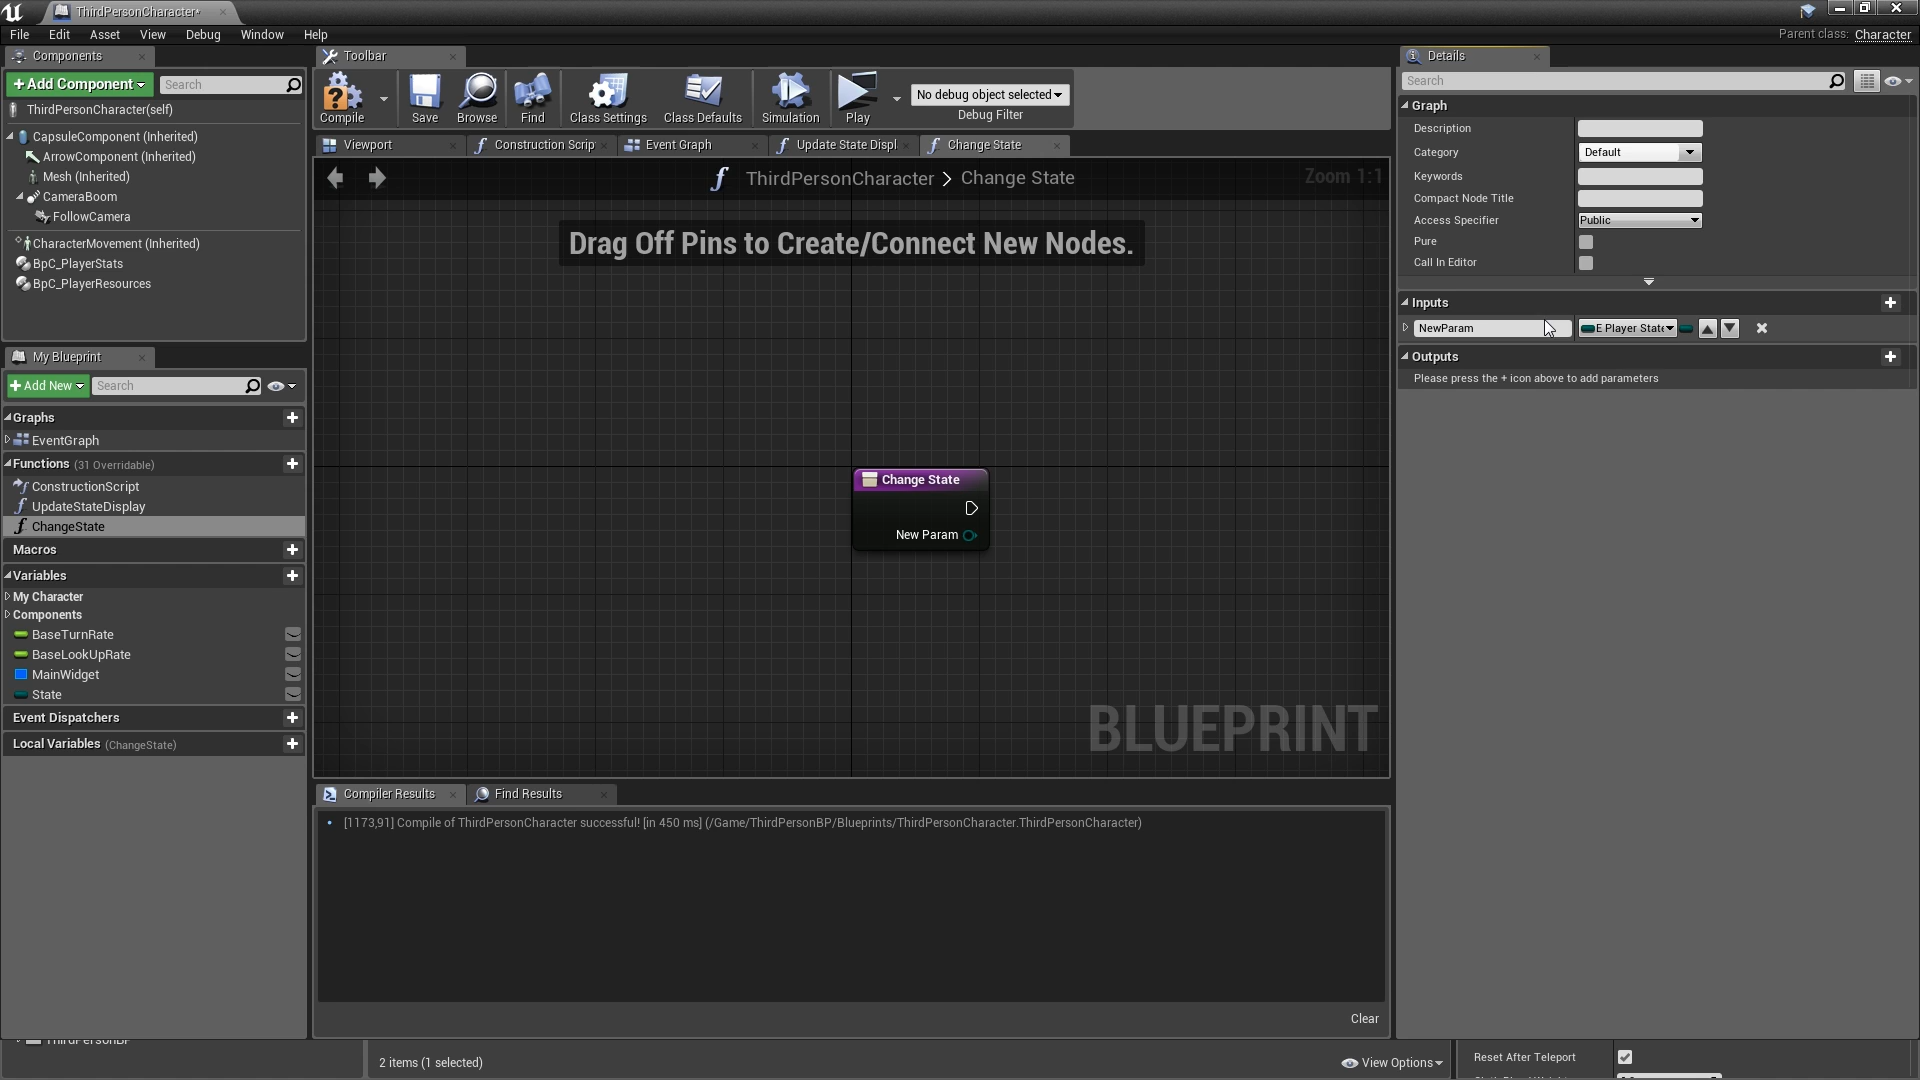 ThirdPersonCharacter*
File Edit Asset View Debug Window Help
Parent class: Character
Components
+ Add Component
Search
ThirdPersonCharacter(self)
CapsuleComponent (Inherited)
ArrowComponent (Inherited)
Mesh (Inherited)
CameraBoom
FollowCamera
CharacterMovement (Inherited)
BpC_PlayerStats
BpC_PlayerResources
My Blueprint
+ Add New
Search
Graphs
EventGraph
Functions (31 Overridable)
ConstructionScript
UpdateStateDisplay
ChangeState
Macros
Variables
My Character
Components
BaseTurnRate
BaseLookUpRate
MainWidget
State
Event Dispatchers
Local Variables (ChangeState)
Toolbar
Compile
Save
Browse
Find
Class Settings
Class Defaults
Simulation
Play
No debug object selected
Debug Filter
Viewport
Construction Scrip
Event Graph
Update State Displ
Change State
ThirdPersonCharacter > Change State
Zoom 1:1
Drag Off Pins to Create/Connect New Nodes.
Change State
New Param
BLUEPRINT
Compiler Results
Find Results
[1173,91] Compile of ThirdPersonCharacter successful! [in 450 ms] (/Game/ThirdPersonBP/Blueprints/ThirdPersonCharacter.ThirdPersonCharacter)
Clear
Details
Search
Graph
Description
Category Default
Keywords
Compact Node Title
Access Specifier Public
Pure
Call In Editor
Inputs
NewParam E Player State
Outputs
Please press the + icon above to add parameters
ThirdPersonBP
2 items (1 selected)
View Options
Reset After Teleport